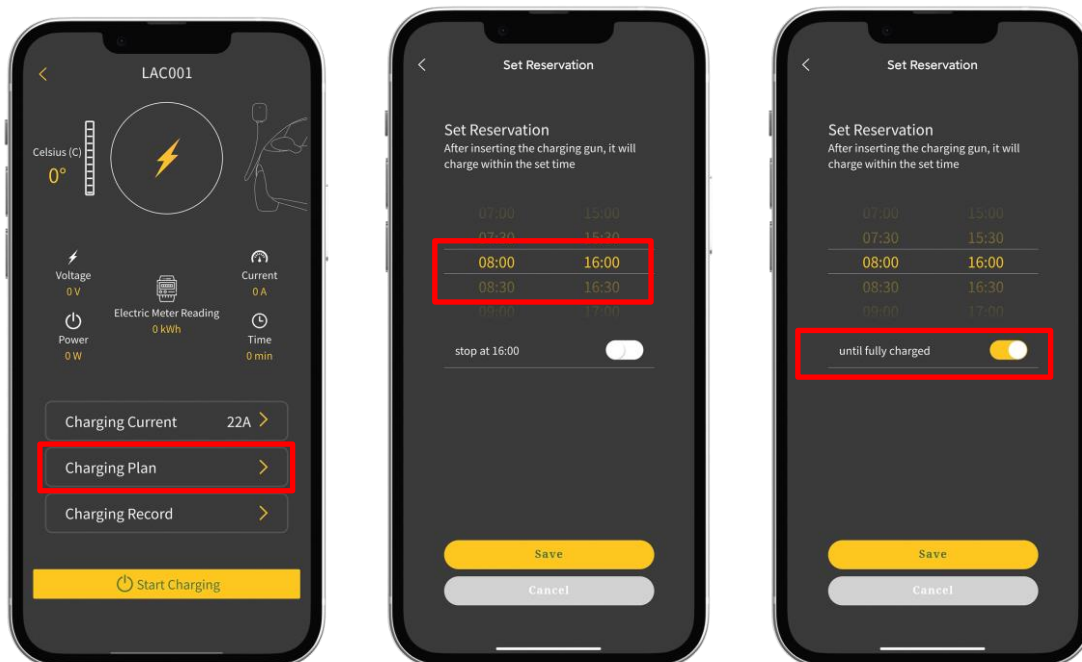 LAC001
Celsius (C)
0°
Voltage
0 V
Electric Meter Reading
0 kWh
Current
0 A
Power
0 W
Time
0 min
Charging Current 22A
Charging Plan
Charging Record
Start Charging
Set Reservation
Set Reservation
After inserting the charging gun, it will
charge within the set time
07:00 15:00
07:30 15:30
08:00 16:00
08:30 16:30
09:00 17:00
stop at 16:00
Save
Cancel
Set Reservation
Set Reservation
After inserting the charging gun, it will
charge within the set time
07:00 15:00
07:30 15:30
08:00 16:00
08:30 16:30
09:00 17:00
until fully charged
Save
Cancel